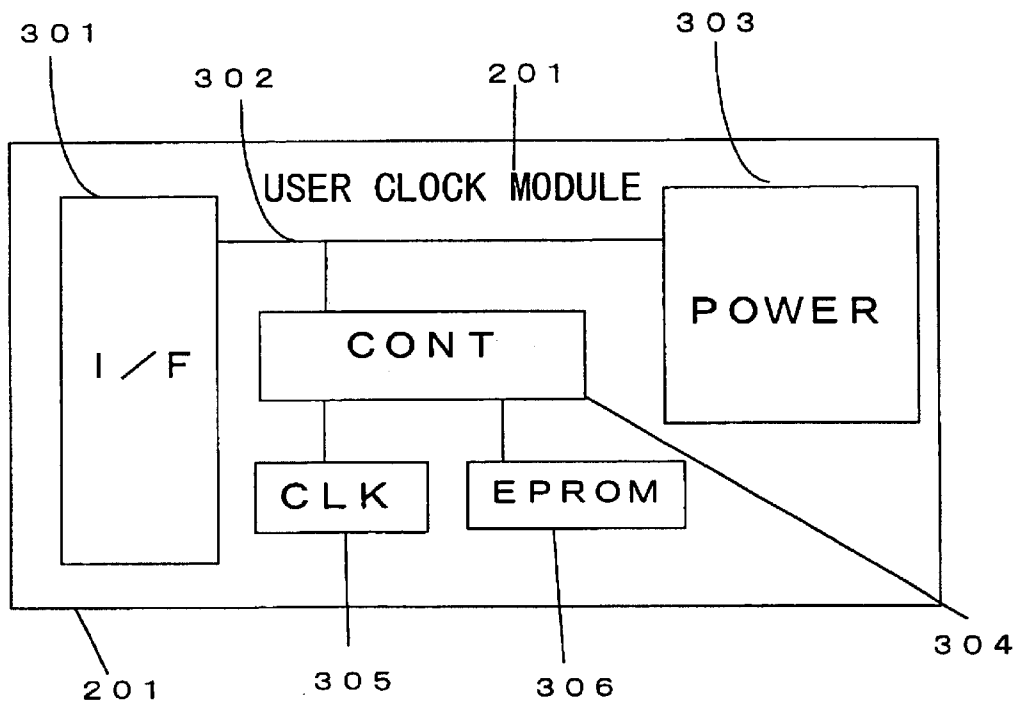 301
302
201
303
USER CLOCK MODULE
I/F
CONT
POWER
CLK
EPROM
304
201
305
306